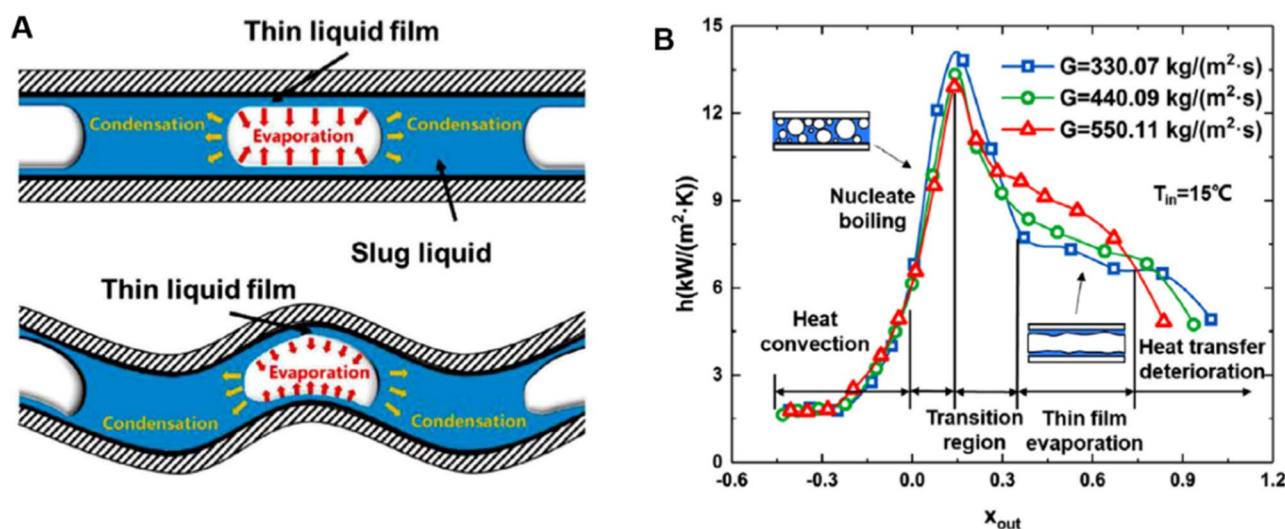 A
Thin liquid film
Condensation
Evaporation
Condensation
Slug liquid
Thin liquid film
Evaporation
Condensation
Condensation
B
h(kW/(m²·K)
15
12
9
6
3
0
G=330.07 kg/(m²·s)
G=440.09 kg/(m²·s)
G=550.11 kg/(m²·s)
T_in=15℃
Nucleate
boiling
Heat
convection
Transition
region
Thin film
evaporation
Heat transfer
deterioration
-0.6
-0.3
0.0
0.3
0.6
0.9
1.2
x_out